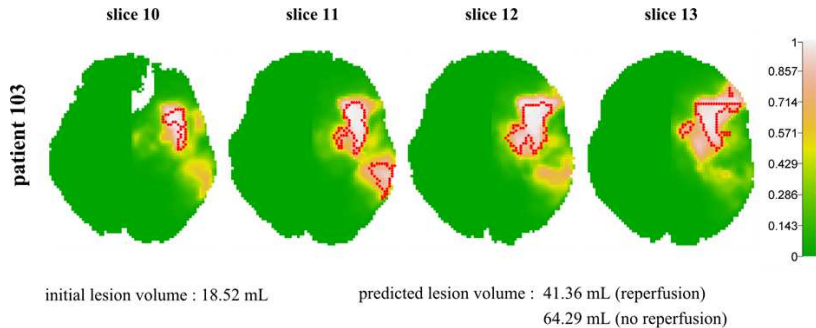 slice 10 slice 11 slice 12 slice 13
patient 103
1
0.857
0.714
0.571
0.429
0.286
0.143
0
initial lesion volume : 18.52 mL predicted lesion volume : 41.36 mL (reperfusion)
64.29 mL (no reperfusion)